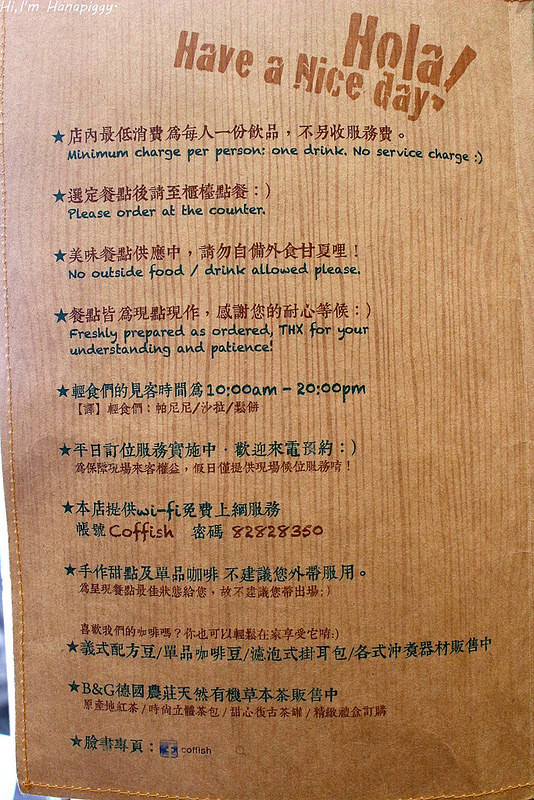 Hi, I'm Hanapiggy.
Hola!
Have a Nice day~
★店內最低消費為每人一份飲品，不另收服務費。
Minimum charge per person: one drink. No service charge :)
★選定餐點後請至櫃檯點餐：)
Please order at the counter.
★美味餐點供應中，請勿自備外食甘夏哩！
No outside food / drink allowed please.
★餐點皆為現點現作，感謝您的耐心等候：)
Freshly prepared as ordered, THX for your
understanding and patience!
★輕食們的見客時間為10:00am - 20:00pm
【譯】輕食們：帕尼尼/沙拉/鬆餅
★平日訂位服務實施中．歡迎來電預約：)
為保障現場來客權益，假日僅提供現場候位服務唷！
★本店提供wi-fi免費上網服務
帳號 Coffish 密碼 82828350
★手作甜點及單品咖啡 不建議您外帶服用。
為呈現餐點最佳狀態給您，故不建議您帶出場;)
喜歡我們的咖啡嗎？你也可以輕鬆在家享受它唷:)
★義式配方豆/單品咖啡豆/濾泡式掛耳包/各式沖煮器材販售中
★B&G德國農莊天然有機草本茶販售中
原產地紅茶/時尚立體茶包/甜心復古茶罐/精緻禮盒訂購
★臉書專頁： coffish